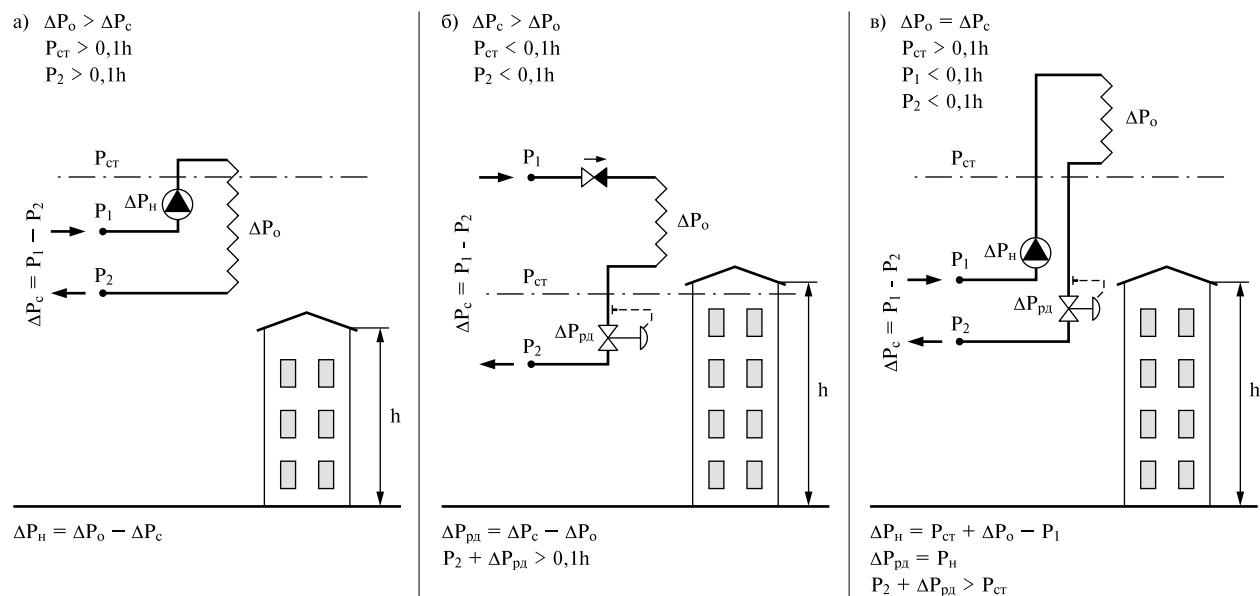 а) ΔPо > ΔPс
Pст > 0,1h
P2 > 0,1h
Pст
ΔPн
P1
ΔPо
P2
ΔPс = P1 − P2
h
ΔPн = ΔPо − ΔPс
б) ΔPс > ΔPо
Pст < 0,1h
P2 < 0,1h
P1
ΔPо
ΔPс = P1 - P2
Pст
ΔPрд
P2
h
ΔPрд = ΔPс − ΔPо
P2 + ΔPрд > 0,1h
в) ΔPо = ΔPс
Pст > 0,1h
P1 < 0,1h
P2 < 0,1h
ΔPо
Pст
ΔPн
P1
ΔPрд
P2
ΔPс = P1 - P2
h
ΔPн = Pст + ΔPо − P1
ΔPрд = Pн
P2 + ΔPрд > Pст